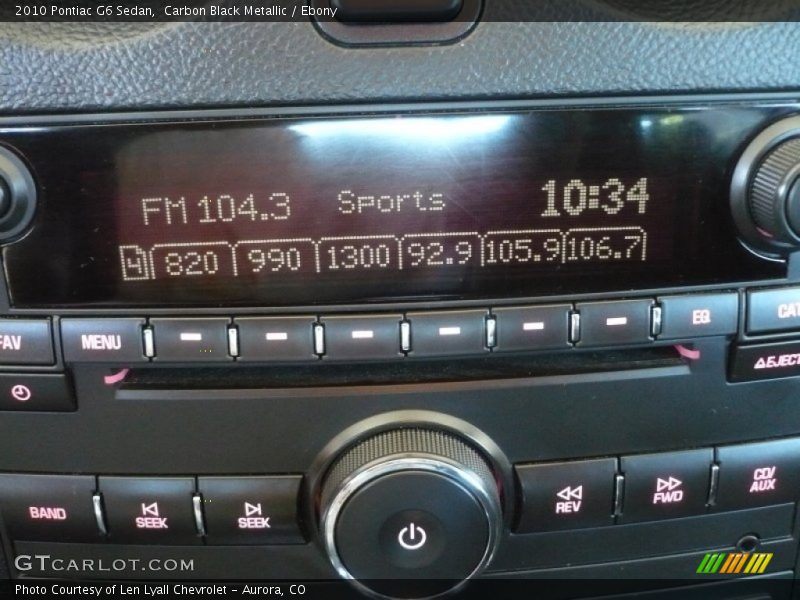 2010 Pontiac G6 Sedan, Carbon Black Metallic / Ebony
FM 104.3 Sports 10:34
4 820 990 1300 92.9 105.9 106.7
FAV MENU EQ CAT
EJECT
BAND SEEK SEEK REV FWD CD/
AUX
GTCARLOT.COM
Photo Courtesy of Len Lyall Chevrolet - Aurora, CO